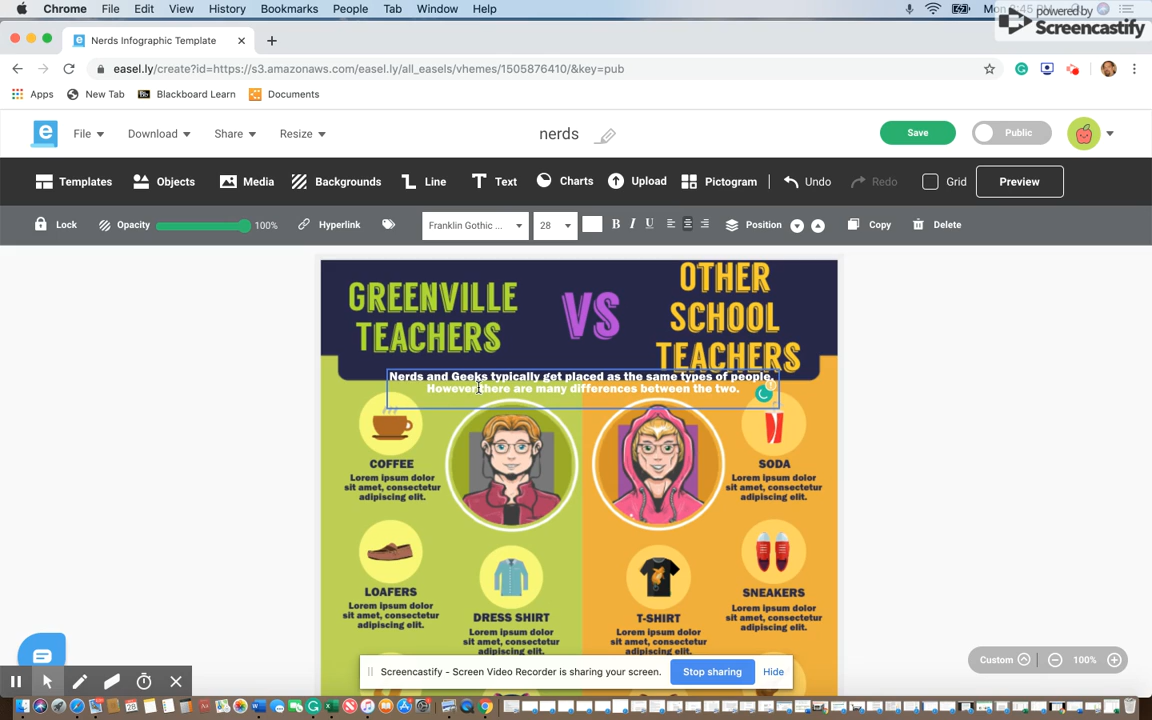 Chrome File Edit View History Bookmarks People Tab Window Help
powered by
Screencastify
Nerds Infographic Template
easel.ly/create?id=https://s3.amazonaws.com/easel.ly/all_easels/vhemes/1505876410/&key=pub
Apps New Tab Blackboard Learn Documents
File Download Share Resize nerds Save Public
Templates Objects Media Backgrounds Line Text Charts Upload Pictogram Undo Redo Grid Preview
Lock Opacity 100% Hyperlink Franklin Gothic ... 28 B I U Position Copy Delete
GREENVILLE
TEACHERS
VS
OTHER
SCHOOL
TEACHERS
Nerds and Geeks typically get placed as the same types of people.
However there are many differences between the two.
COFFEE
Lorem ipsum dolor
sit amet, consectetur
adipiscing elit.
SODA
Lorem ipsum dolor
sit amet, consectetur
adipiscing elit.
LOAFERS
Lorem ipsum dolor
sit amet, consectetur
adipiscing elit.
DRESS SHIRT
Lorem ipsum dolor
sit amet, consectetur
T-SHIRT
Lorem ipsum dolor
sit amet, consectetur
SNEAKERS
Lorem ipsum dolor
sit amet, consectetur
adipiscing elit.
Custom 100%
Screencastify - Screen Video Recorder is sharing your screen. Stop sharing Hide